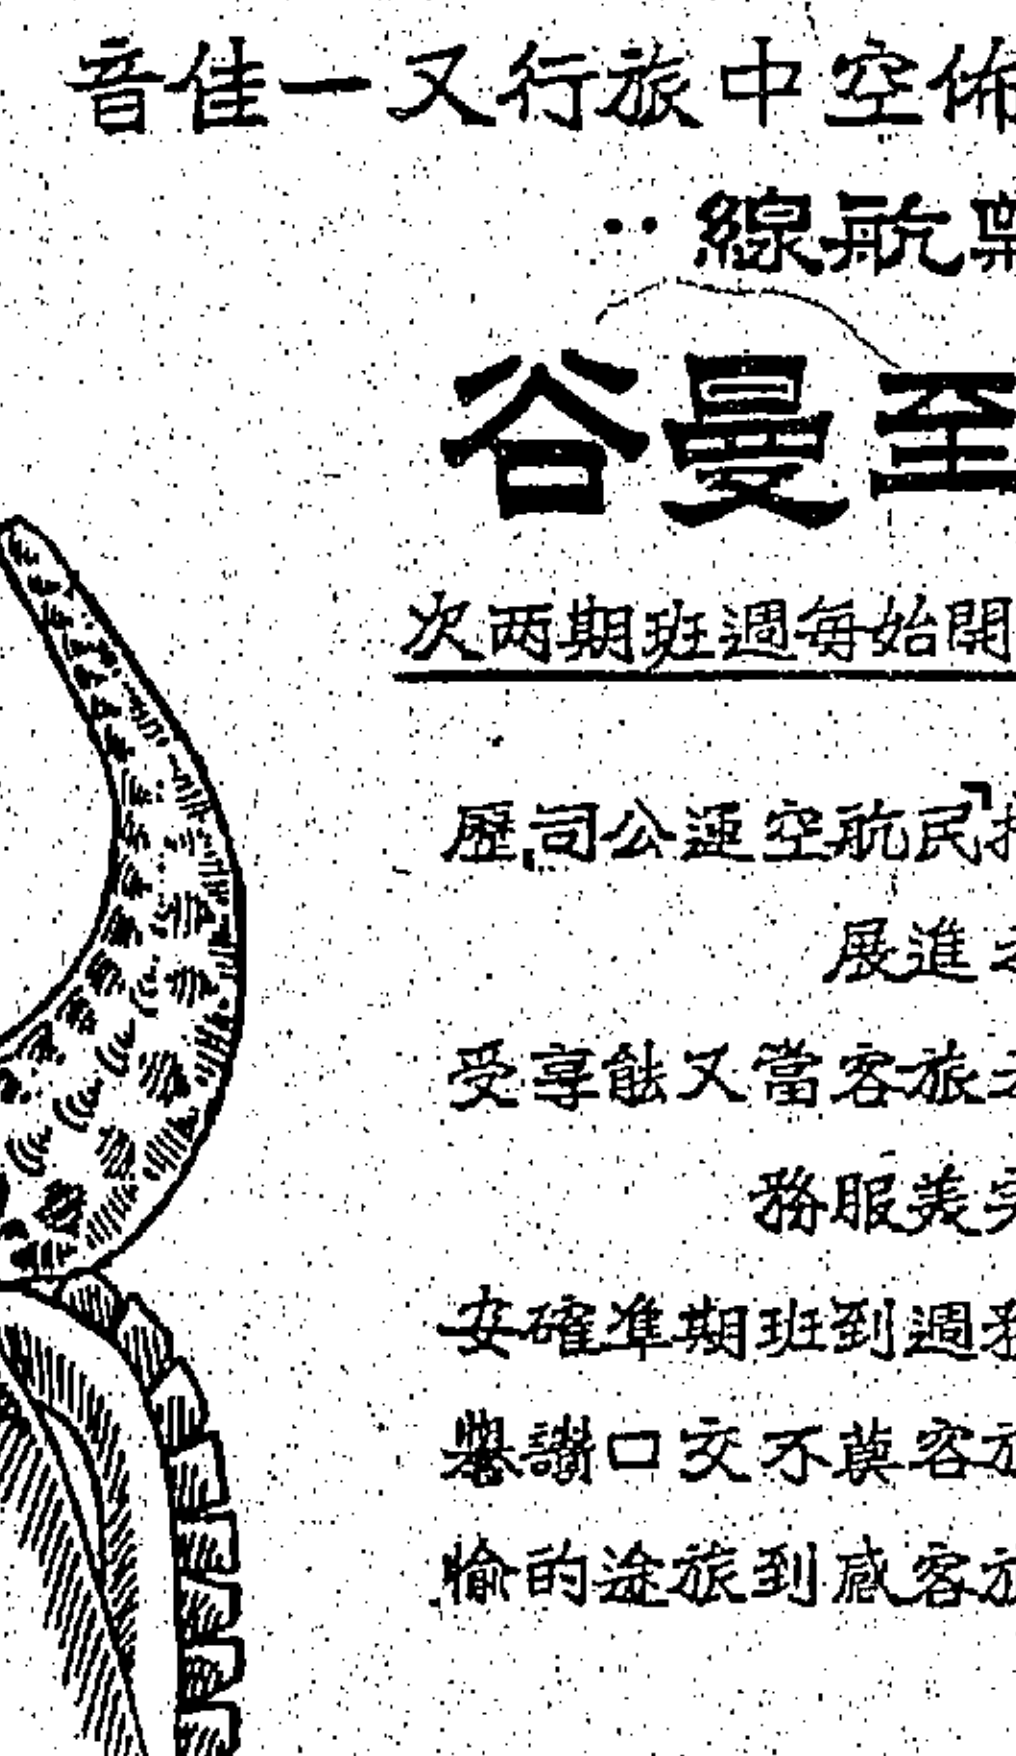 佈空中旅行又一佳音
航線：
至曼谷
開始每週班期两次
「民航空運公司」歷
進展
旅客當又能享受
美服務
週到班期準確安
客莫不交口讚譽
客感到旅途的愉